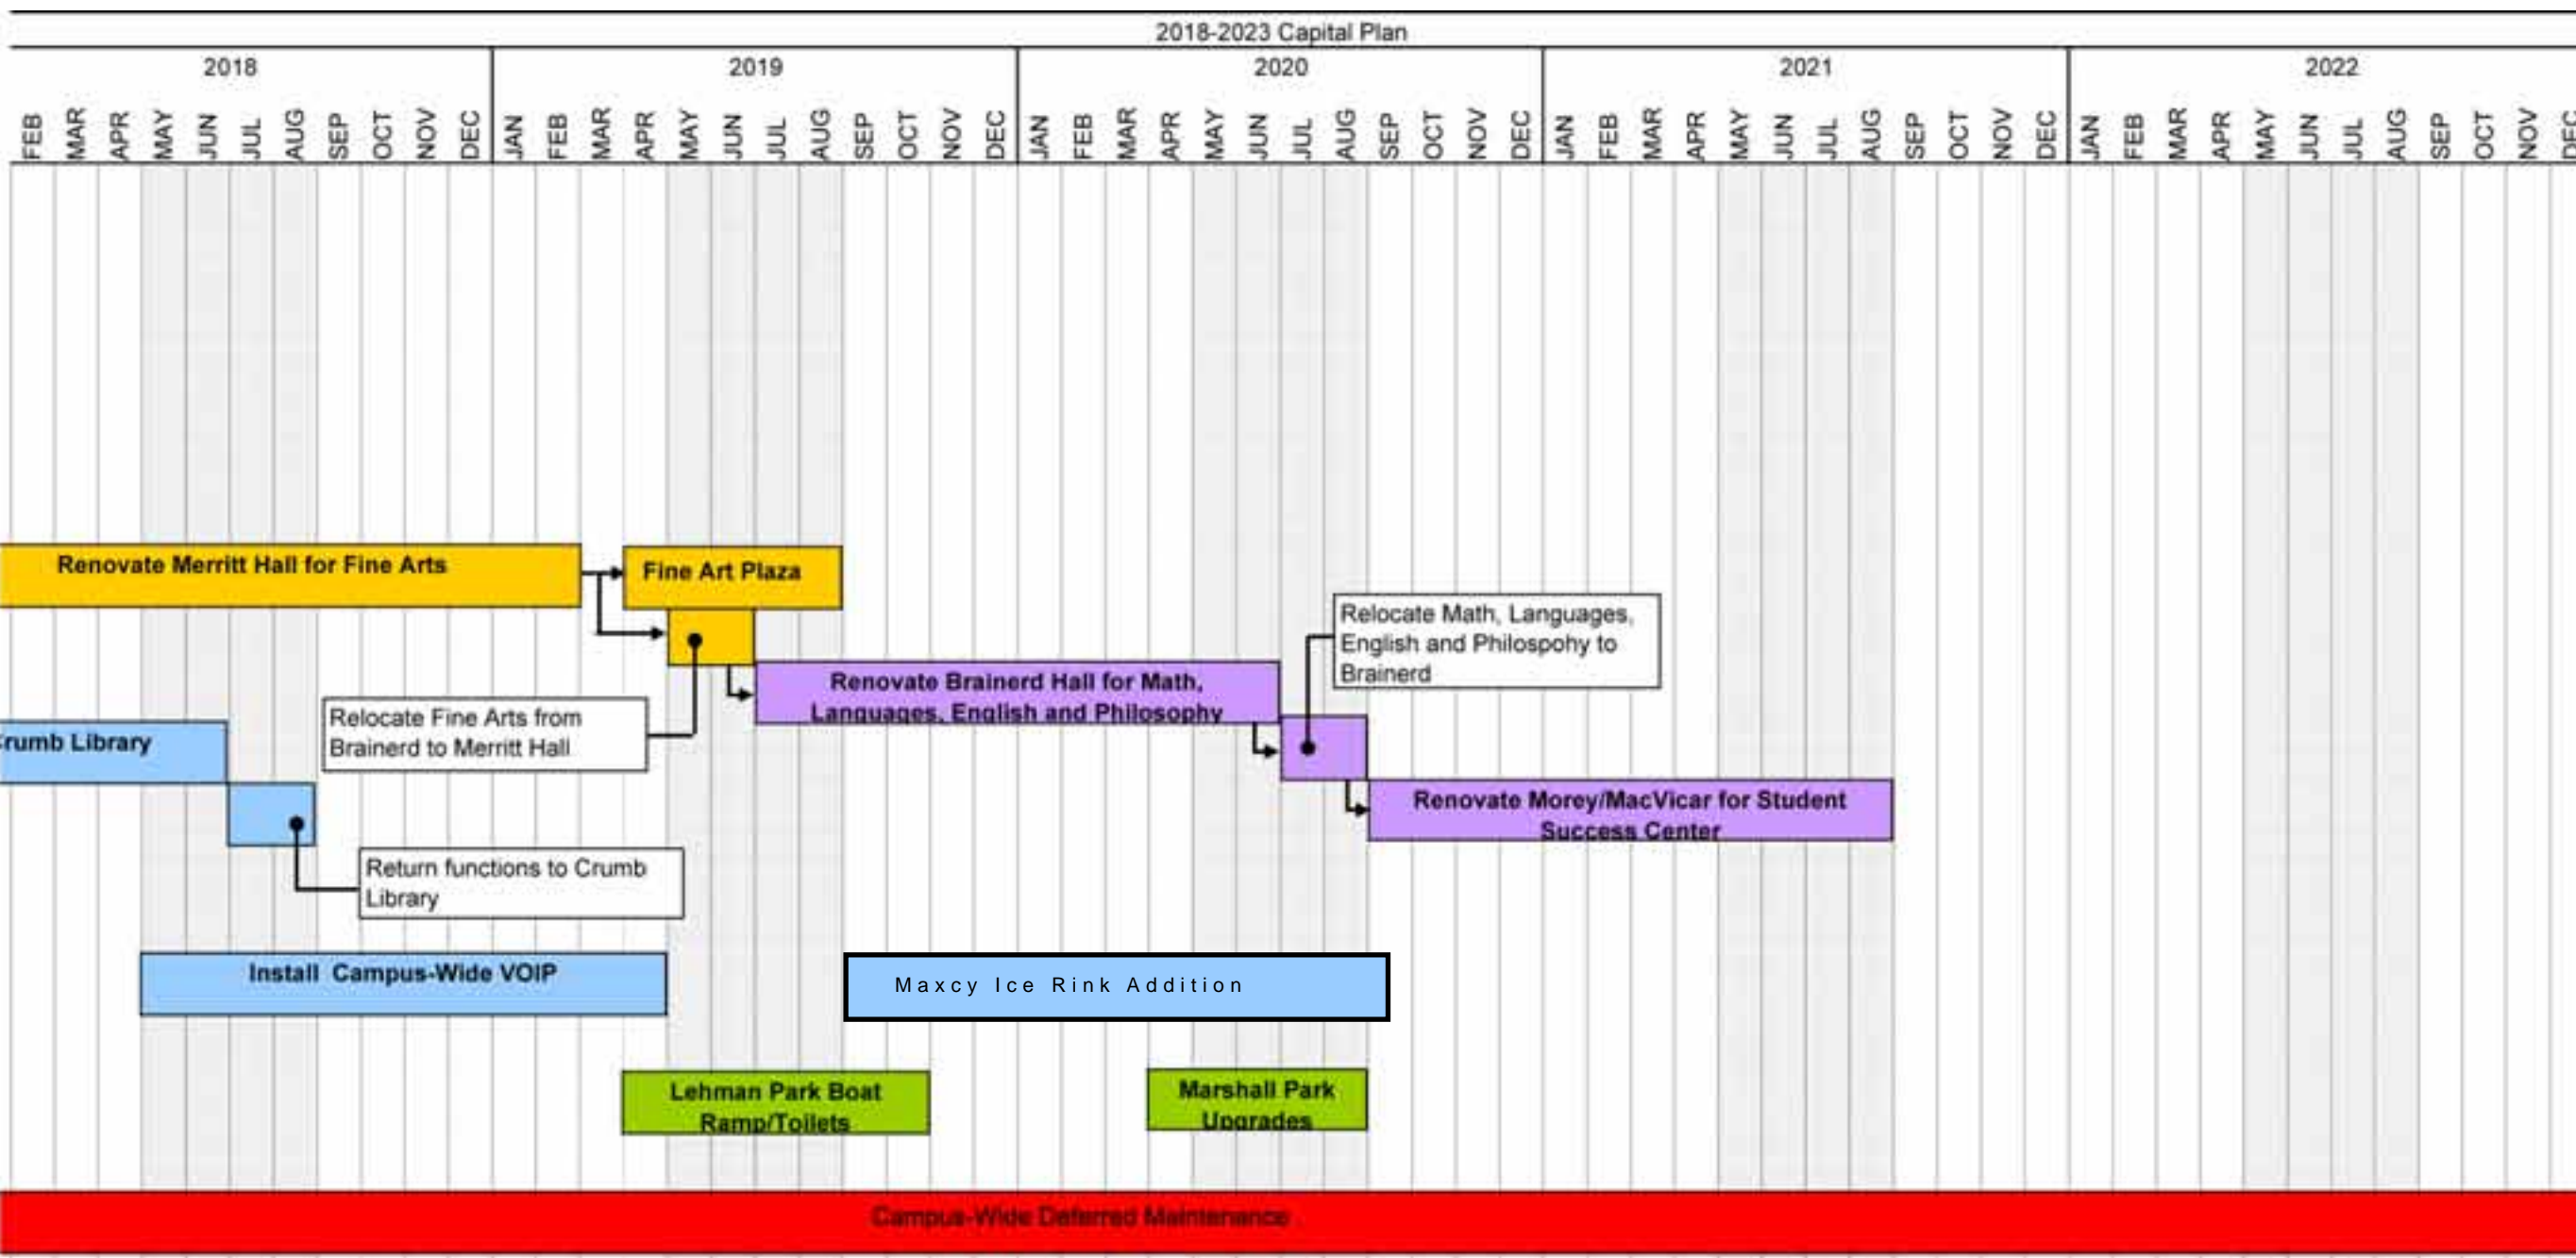 2018-2023 Capital Plan
2018 2019 2020 2021 2022
FEB MAR APR MAY JUN JUL AUG SEP OCT NOV DEC JAN FEB MAR APR MAY JUN JUL AUG SEP OCT NOV DEC JAN FEB MAR APR MAY JUN JUL AUG SEP OCT NOV DEC JAN FEB MAR APR MAY JUN JUL AUG SEP OCT NOV DEC JAN FEB MAR APR MAY JUN JUL AUG SEP OCT NOV DEC
Renovate Merritt Hall for Fine Arts
Fine Art Plaza
Relocate Math, Languages,
English and Philospohy to
Brainerd
Renovate Brainerd Hall for Math,
Languages, English and Philosophy
Relocate Fine Arts from
Brainerd to Merritt Hall
rumb Library
Renovate Morey/MacVicar for Student
Success Center
Return functions to Crumb
Library
Install Campus-Wide VOIP
Maxcy Ice Rink Addition
Lehman Park Boat
Ramp/Toilets
Marshall Park
Upgrades
Campus-Wide Deferred Maintenance